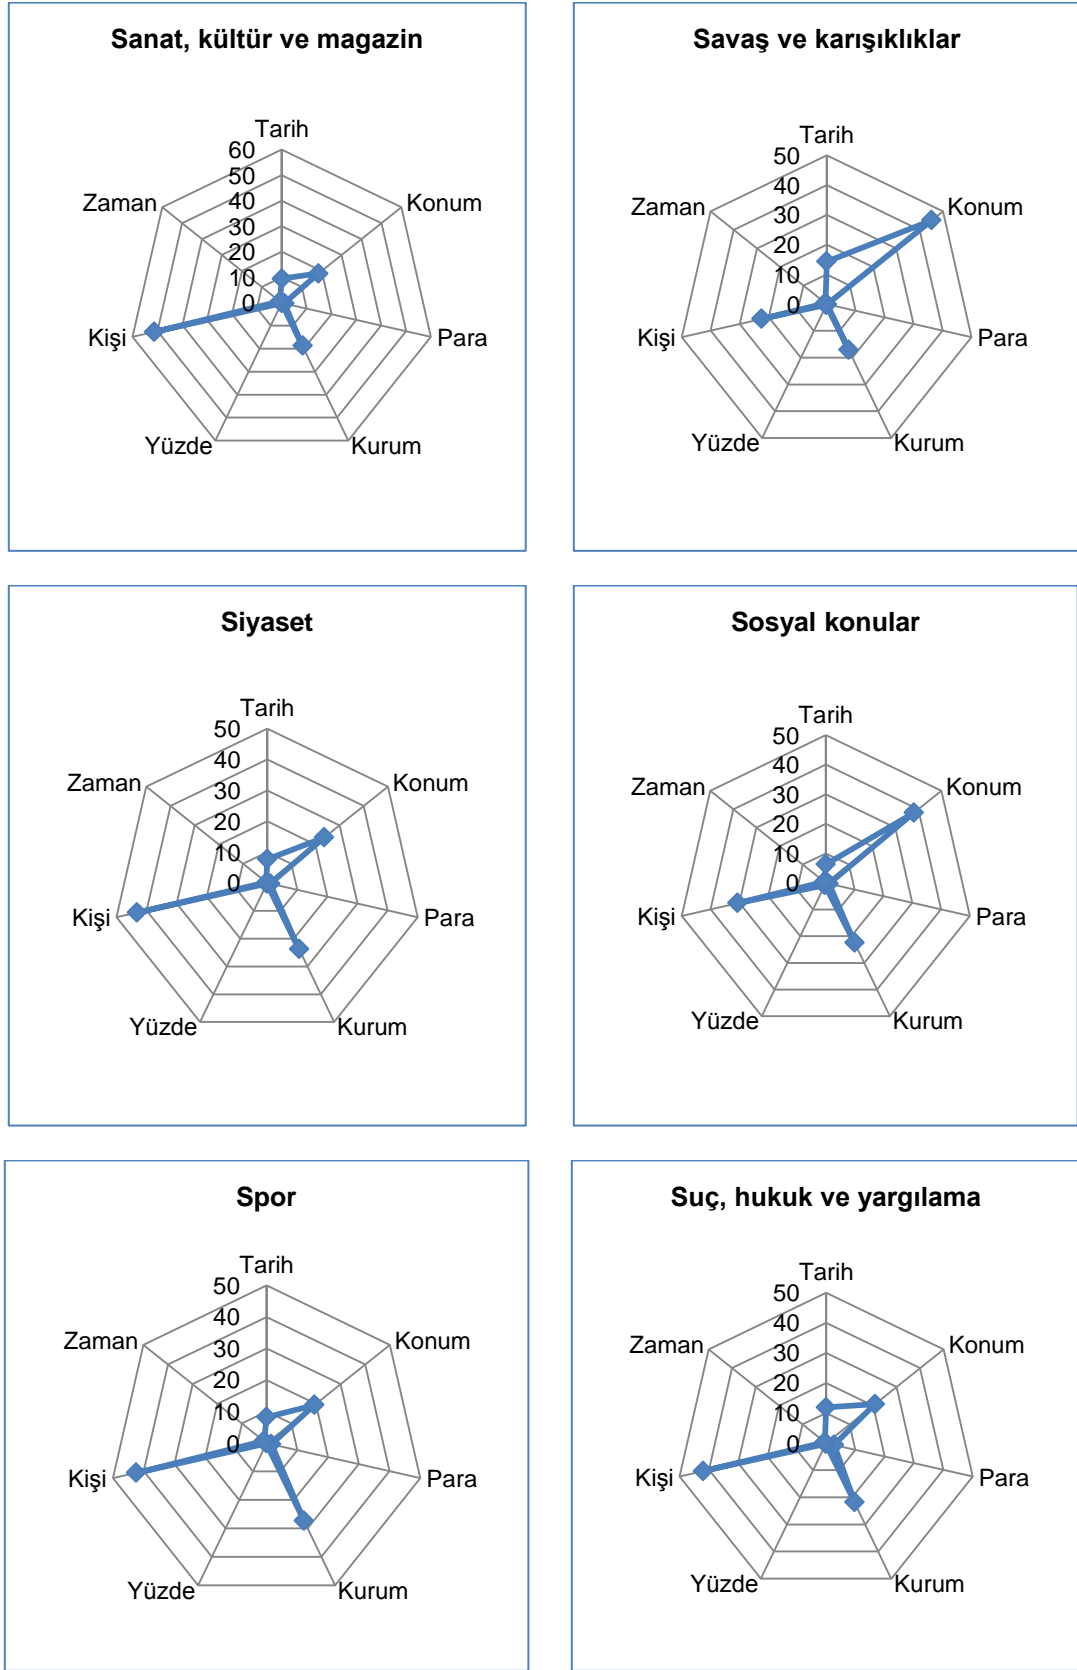 Sanat, kültür ve magazin
Tarih
60
50
40
30
20
10
0
Zaman
Konum
Kişi
Para
Yüzde
Kurum
Savaş ve karışıklıklar
Tarih
50
40
30
20
10
0
Zaman
Konum
Kişi
Para
Yüzde
Kurum
Siyaset
Tarih
50
40
30
20
10
0
Zaman
Konum
Kişi
Para
Yüzde
Kurum
Sosyal konular
Tarih
50
40
30
20
10
0
Zaman
Konum
Kişi
Para
Yüzde
Kurum
Spor
Tarih
50
40
30
20
10
0
Zaman
Konum
Kişi
Para
Yüzde
Kurum
Suç, hukuk ve yargılama
Tarih
50
40
30
20
10
0
Zaman
Konum
Kişi
Para
Yüzde
Kurum